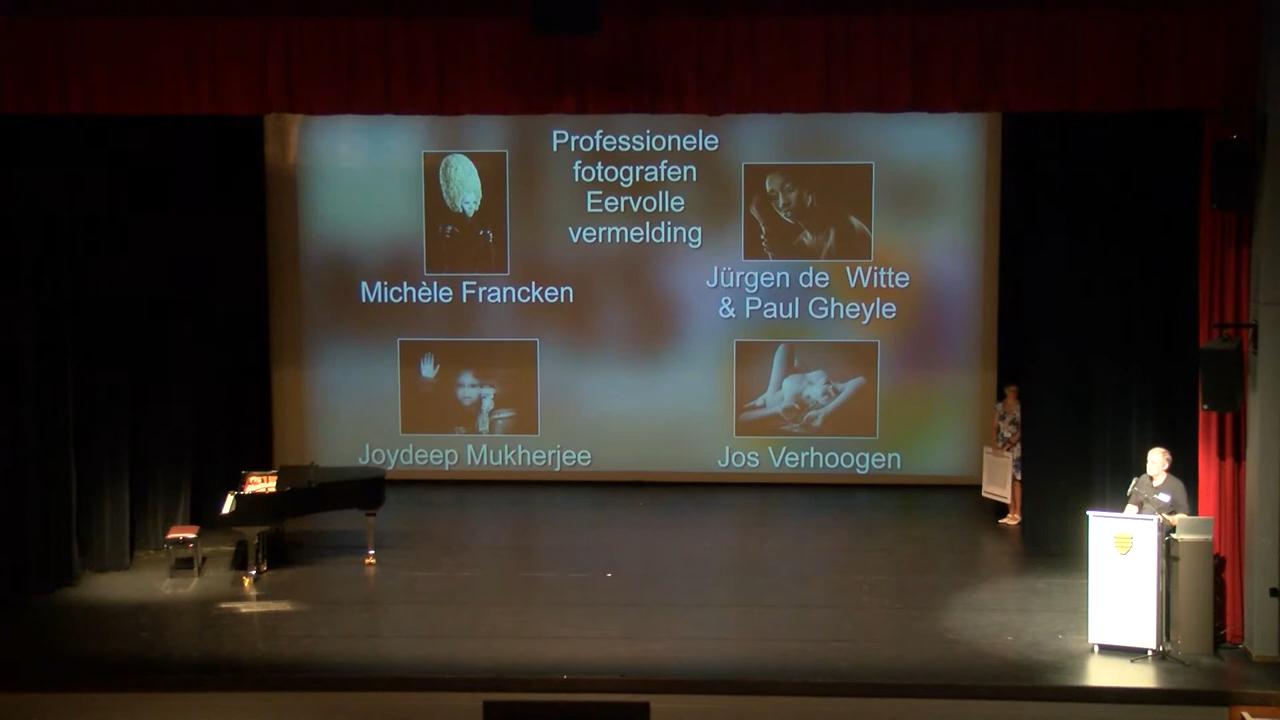 Professionele
fotografen
Eervolle
vermelding
Michèle Francken
Jürgen de Witte
& Paul Gheyle
Joydeep Mukherjee
Jos Verhoogen